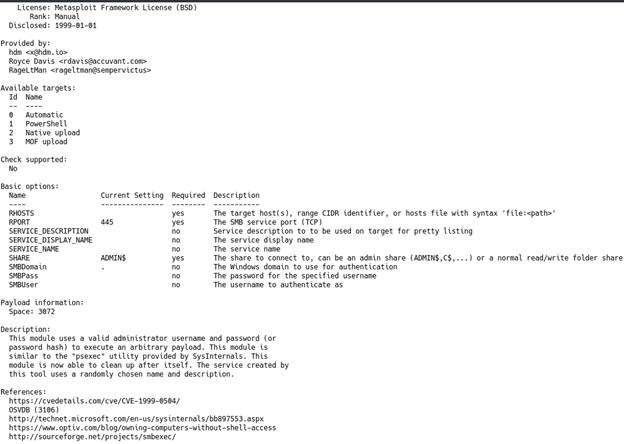 License: Metasploit Framework License (BSD)
Rank: Manual
Disclosed: 1999-01-01
Provided by:
hdm <x@hdm.io>
Royce Davis <rdavis@accuvant.com>
RageLtMan <rageltman@sempervictus>
Available targets:
Id  Name
--  ----
0   Automatic
1   PowerShell
2   Native upload
3   MOF upload
Check supported:
No
Basic options:
Name                  Current Setting  Required  Description
----                  ---------------  --------  -----------
RHOSTS                                 yes       The target host(s), range CIDR identifier, or hosts file with syntax 'file:<path>'
RPORT                 445              yes       The SMB service port (TCP)
SERVICE_DESCRIPTION                    no        Service description to to be used on target for pretty listing
SERVICE_DISPLAY_NAME                   no        The service display name
SERVICE_NAME                           no        The service name
SHARE                 ADMIN$           yes       The share to connect to, can be an admin share (ADMIN$,C$,...) or a normal read/write folder share
SMBDomain             .                no        The Windows domain to use for authentication
SMBPass                                no        The password for the specified username
SMBUser                                no        The username to authenticate as
Payload information:
Space: 3072
Description:
This module uses a valid administrator username and password (or
password hash) to execute an arbitrary payload. This module is
similar to the "psexec" utility provided by SysInternals. This
module is now able to clean up after itself. The service created by
this tool uses a randomly chosen name and description.
References:
https://cvedetails.com/cve/CVE-1999-0504/
OSVDB (3106)
http://technet.microsoft.com/en-us/sysinternals/bb897553.aspx
https://www.optiv.com/blog/owning-computers-without-shell-access
http://sourceforge.net/projects/smbexec/